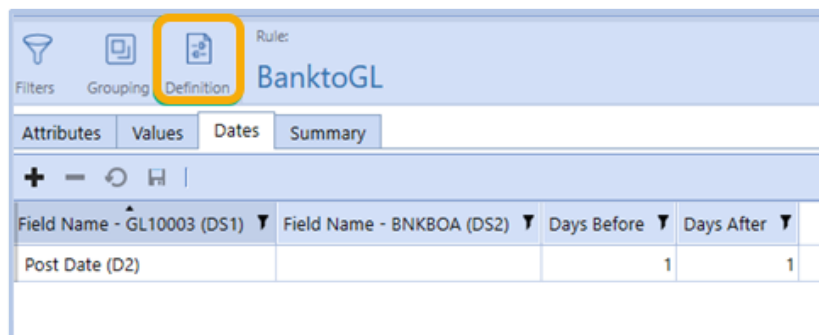 Rule:
Filters Grouping Definition BanktoGL
Attributes Values Dates Summary
Field Name - GL10003 (DS1) Field Name - BNKBOA (DS2) Days Before Days After
Post Date (D2) 1 1